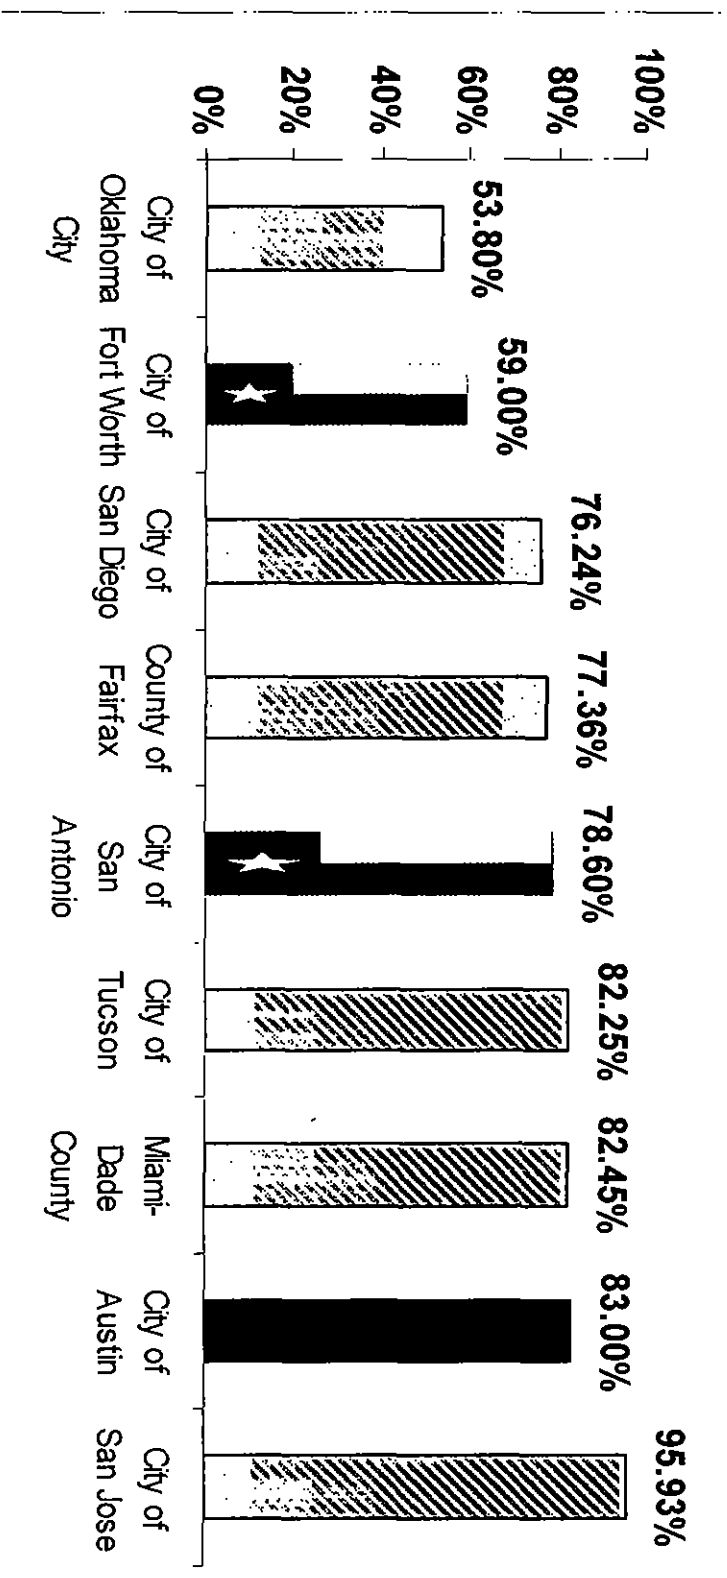 100%
80%
60%
40%
20%
0%
53.80%
59.00%
76.24%
77.36%
78.60%
82.25%
82.45%
83.00%
95.93%
City of
Oklahoma
City
City of
Fort Worth
City of
San Diego
County of
Fairfax
City of
San
Antonio
City of
Tucson
Miami-
Dade
County
City of
Austin
City of
San Jose